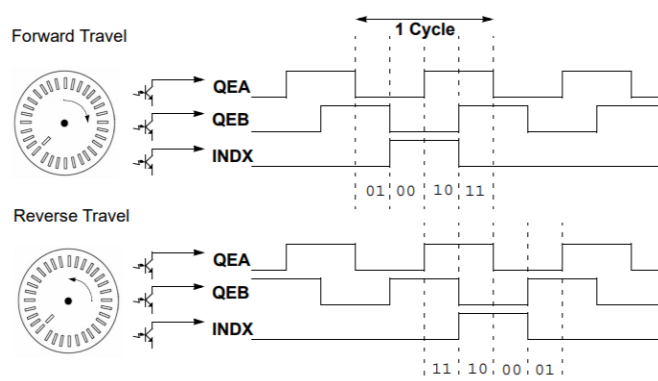 1 Cycle
Forward Travel
QEA
QEB
INDX
01 00 10 11
Reverse Travel
QEA
QEB
INDX
11 10 00 01